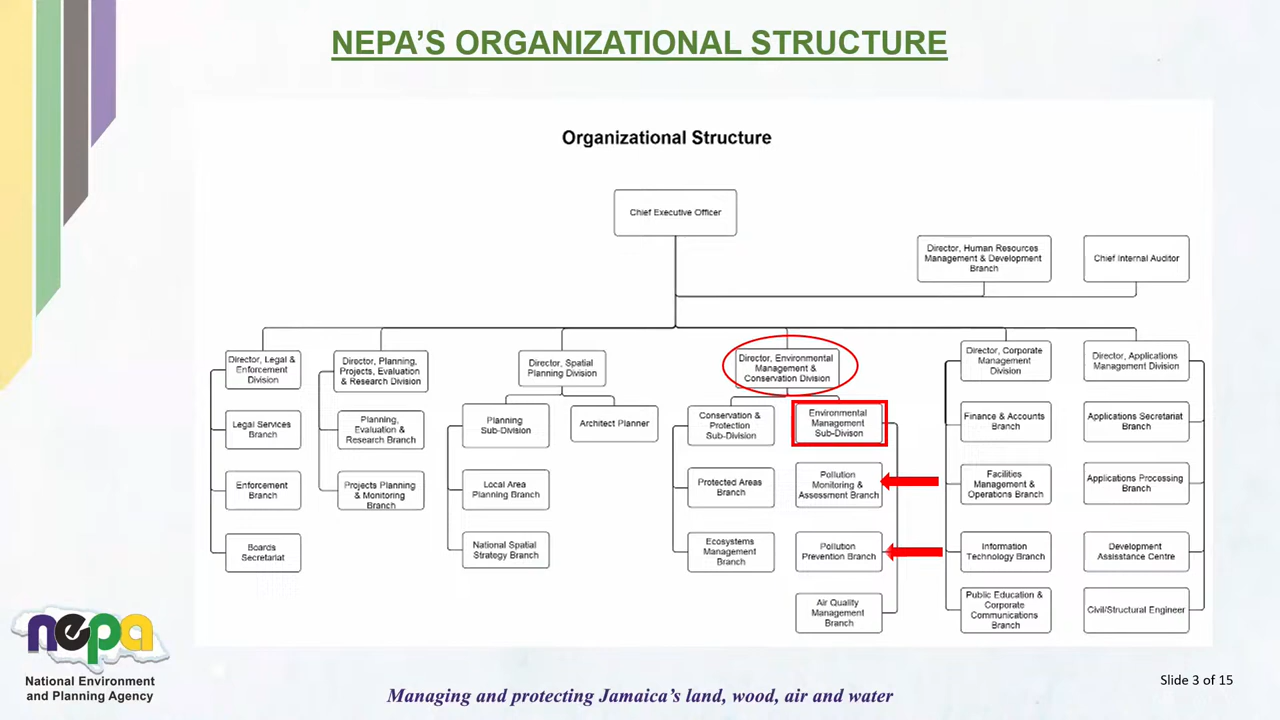 NEPA'S ORGANIZATIONAL STRUCTURE
Organizational Structure
Chief Executive Officer
Director, Human Resources
Management & Development
Branch
Chief Internal Auditor
Director, Legal &
Enforcement
Division
Legal Services
Branch
Enforcement
Branch
Boards
Secretariat
Director, Planning,
Projects, Evaluation
& Research Division
Planning,
Evaluation &
Research Branch
Projects Planning
& Monitoring
Branch
Director, Spatial
Planning Division
Planning
Sub-Division
Architect Planner
Local Area
Planning Branch
National Spatial
Strategy Branch
Director, Environmental
Management &
Conservation Division
Conservation &
Protection
Sub-Division
Protected Areas
Branch
Ecosystems
Management
Branch
Environmental
Management
Sub-Divison
Pollution
Monitoring &
Assessment Branch
Pollution
Prevention Branch
Air Quality
Management
Branch
Director, Corporate
Management
Division
Finance & Accounts
Branch
Facilities
Management &
Operations Branch
Information
Technology Branch
Public Education &
Corporate
Communications
Branch
Director, Applications
Management Division
Applications Secretariat
Branch
Applications Processing
Branch
Development
Assisstance Centre
Civil/Structural Engineer
nepa
National Environment
and Planning Agency
Managing and protecting Jamaica's land, wood, air and water
Slide 3 of 15